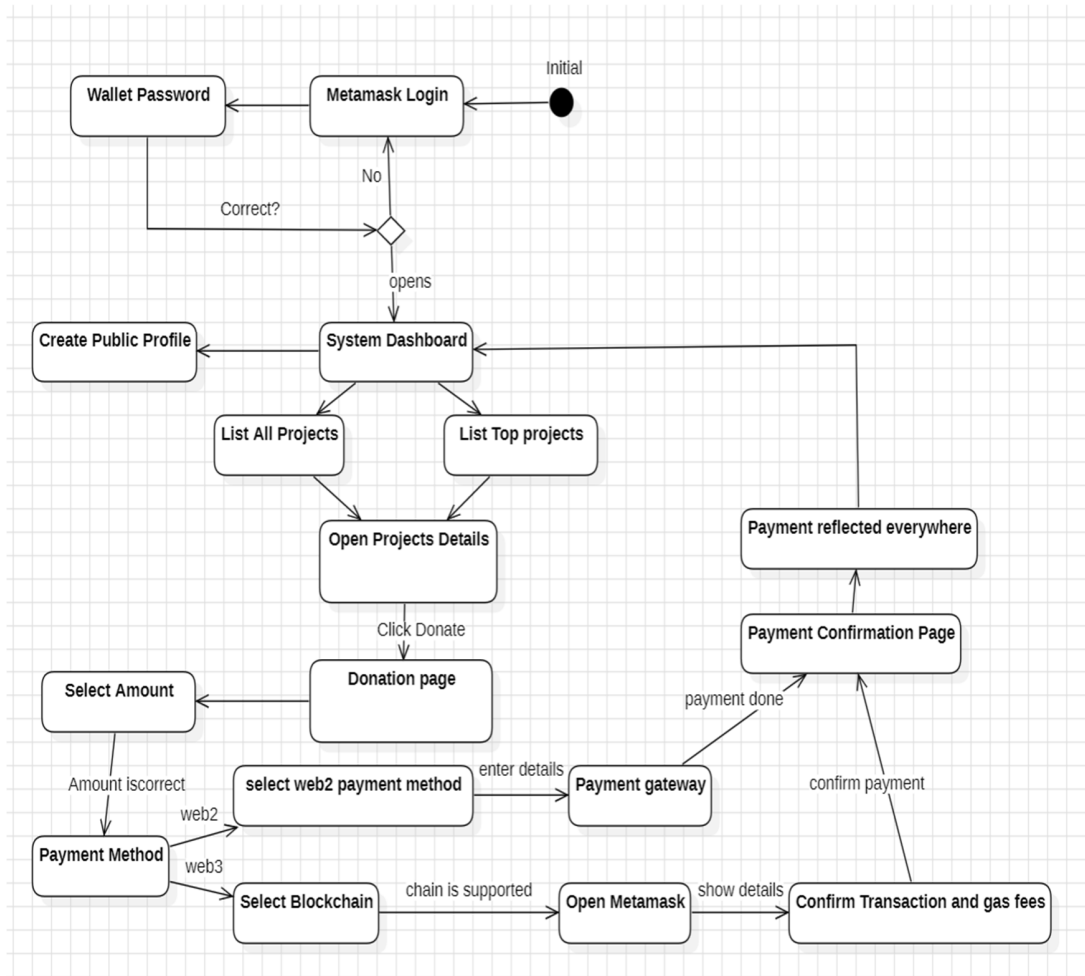 Initial
Wallet Password
Metamask Login
No
Correct?
opens
Create Public Profile
System Dashboard
List All Projects
List Top projects
Open Projects Details
Payment reflected everywhere
Click Donate
Payment Confirmation Page
Donation page
Select Amount
payment done
Amount iscorrect
select web2 payment method
enter details
Payment gateway
confirm payment
web2
Payment Method
web3
Select Blockchain
chain is supported
Open Metamask
show details
Confirm Transaction and gas fees